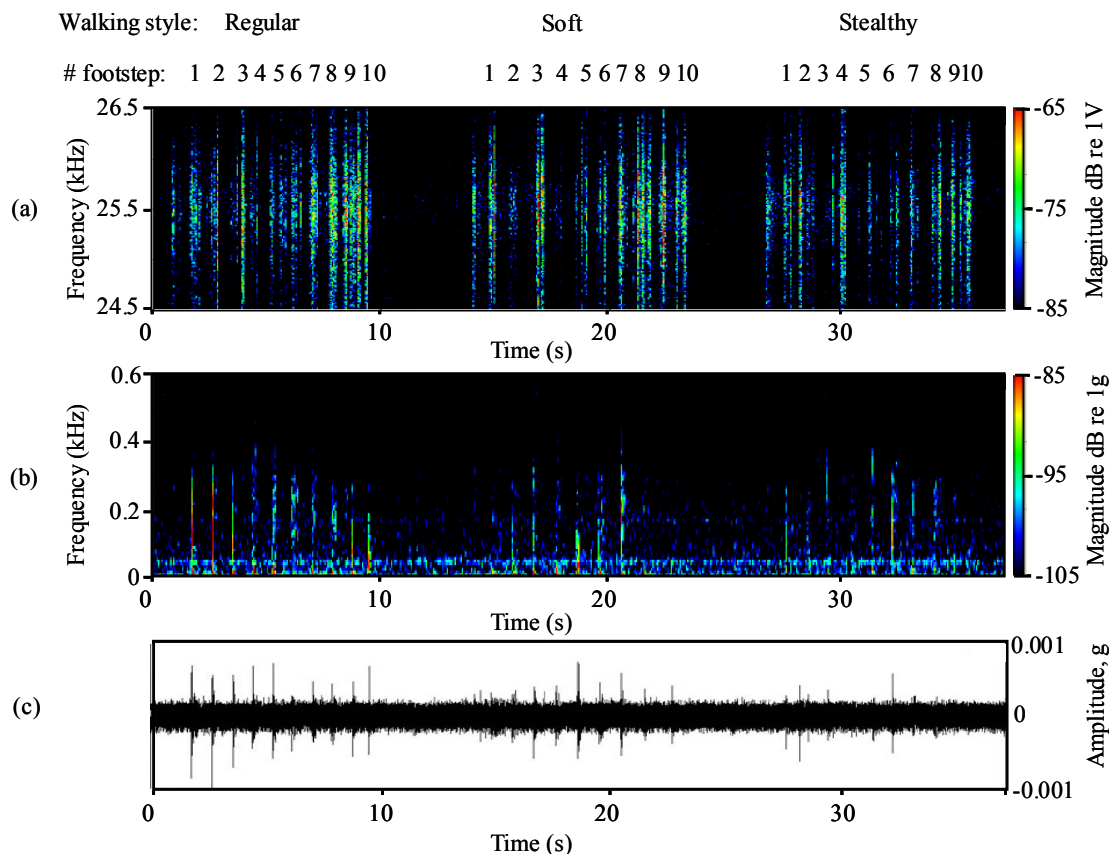 Walking style: Regular Soft Stealthy
# footstep: 1 2 3 4 5 6 7 8 9 10 1 2 3 4 5 6 7 8 9 10 1 2 3 4 5 6 7 8 9 10
(a)
Frequency (kHz)
26.5
25.5
24.5
0 10 20 30
Time (s)
-65
-75
-85
Magnitude dB re 1V
(b)
Frequency (kHz)
0.6
0.4
0.2
0
0 10 20 30
Time (s)
-85
-95
-105
Magnitude dB re 1g
(c)
0.001
0
-0.001
Amplitude, g
0 10 20 30
Time (s)